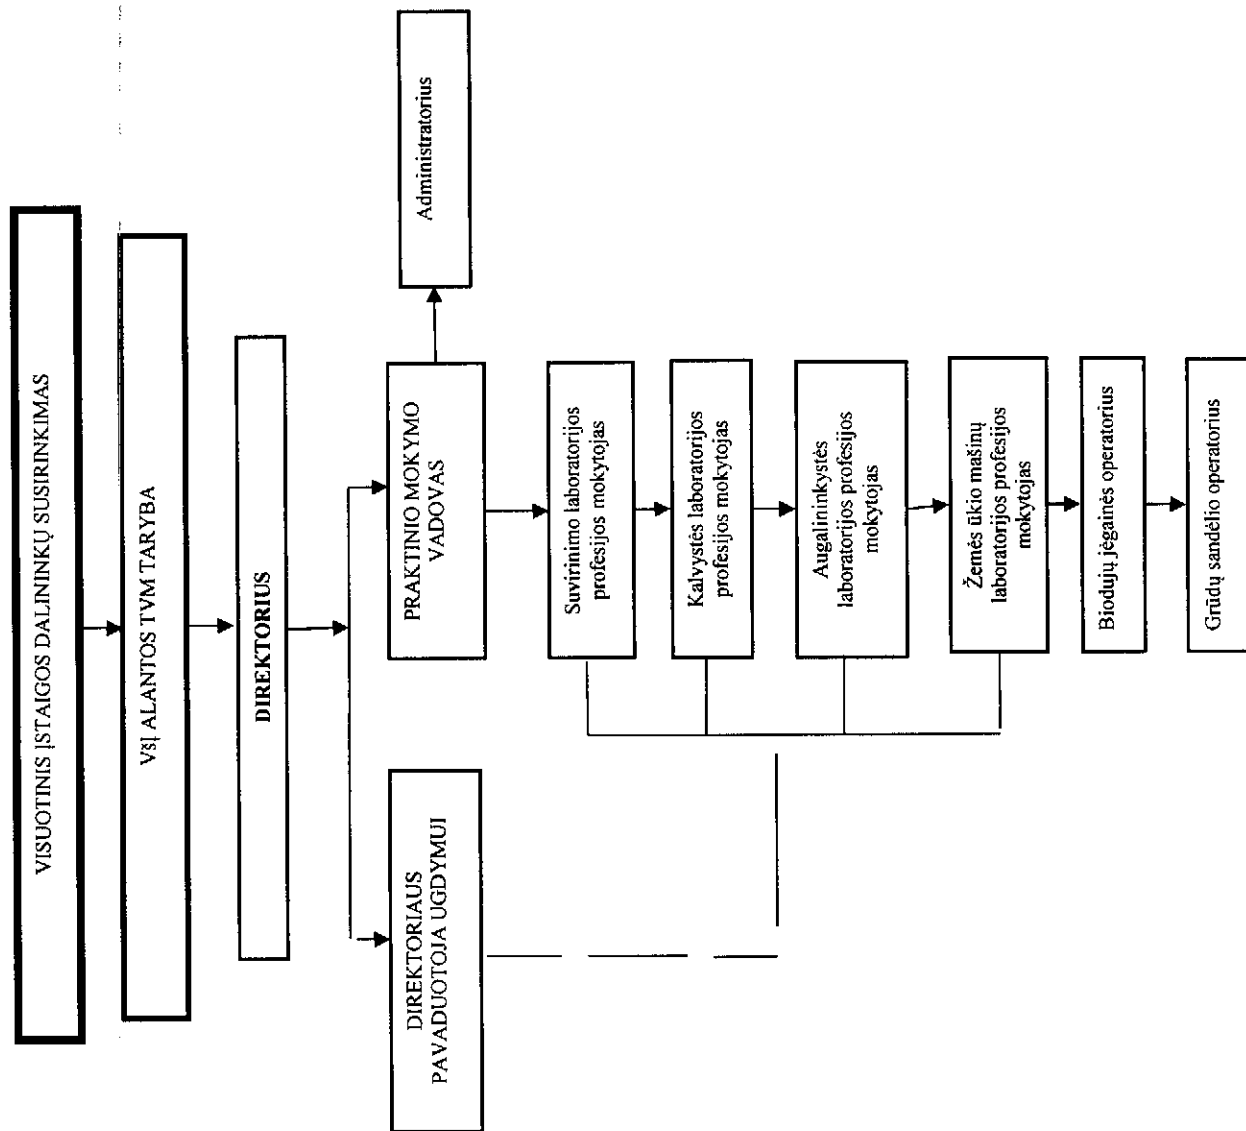 VISUOTINIS ĮSTAIGOS DALININKŲ SUSIRINKIMAS
VšĮ ALANTOS TVM TARYBA
DIREKTORIUS
DIREKTORIAUS
PAVADUOTOJA UGDYMUI
PRAKTINIO MOKYMO
VADOVAS
Administratorius
Suvirinimo laboratorijos
profesijos mokytojas
Kalvystės laboratorijos
profesijos mokytojas
Augalininkystės
laboratorijos profesijos
mokytojas
Žemės ūkio mašinų
laboratorijos profesijos
mokytojas
Biodujų jėgainės operatorius
Grūdų sandėlio operatorius